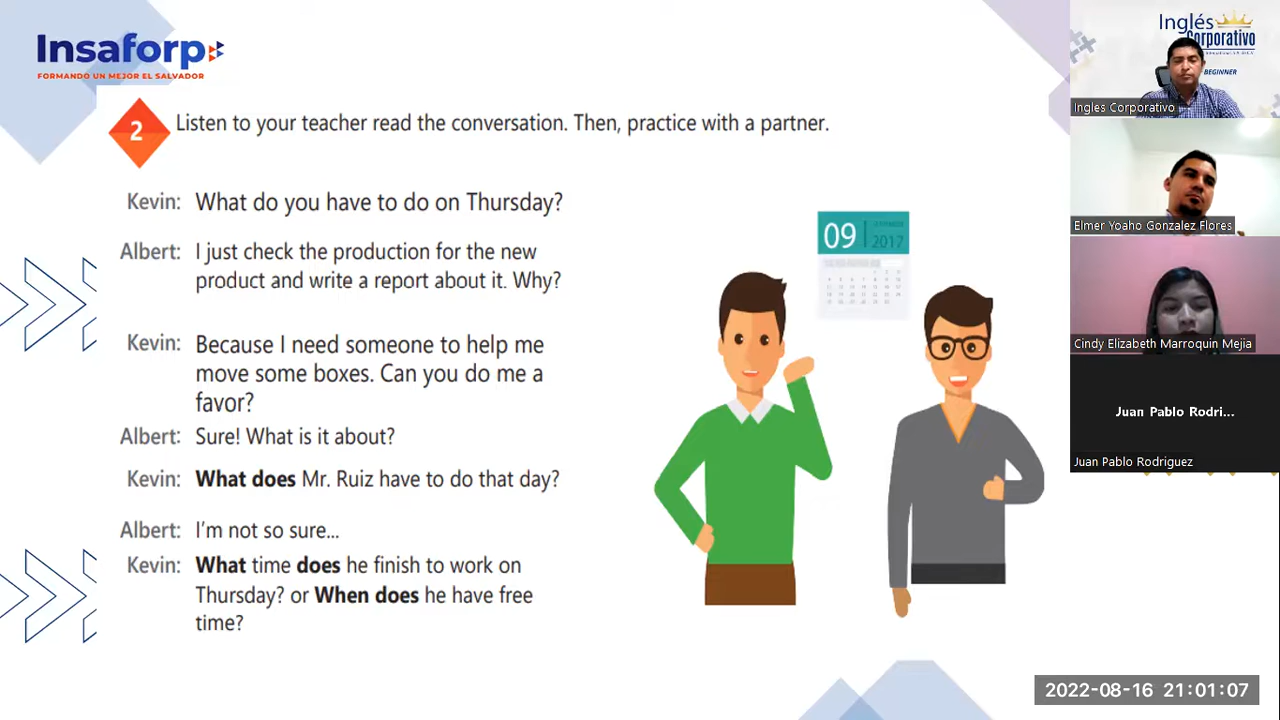 Insaforp
FORMANDO UN MEJOR EL SALVADOR
2
Listen to your teacher read the conversation. Then, practice with a partner.
Kevin: What do you have to do on Thursday?
Albert: I just check the production for the new
product and write a report about it. Why?
Kevin: Because I need someone to help me
move some boxes. Can you do me a
favor?
Albert: Sure! What is it about?
Kevin: What does Mr. Ruiz have to do that day?
Albert: I'm not so sure...
Kevin: What time does he finish to work on
Thursday? or When does he have free
time?
09
2017
Inglés
Corporativo
BEGINNER
Ingles Corporativo
Elmer Yoaho Gonzalez Flores
Cindy Elizabeth Marroquin Mejia
Juan Pablo Rodri...
Juan Pablo Rodriguez
2022-08-16 21:01:07